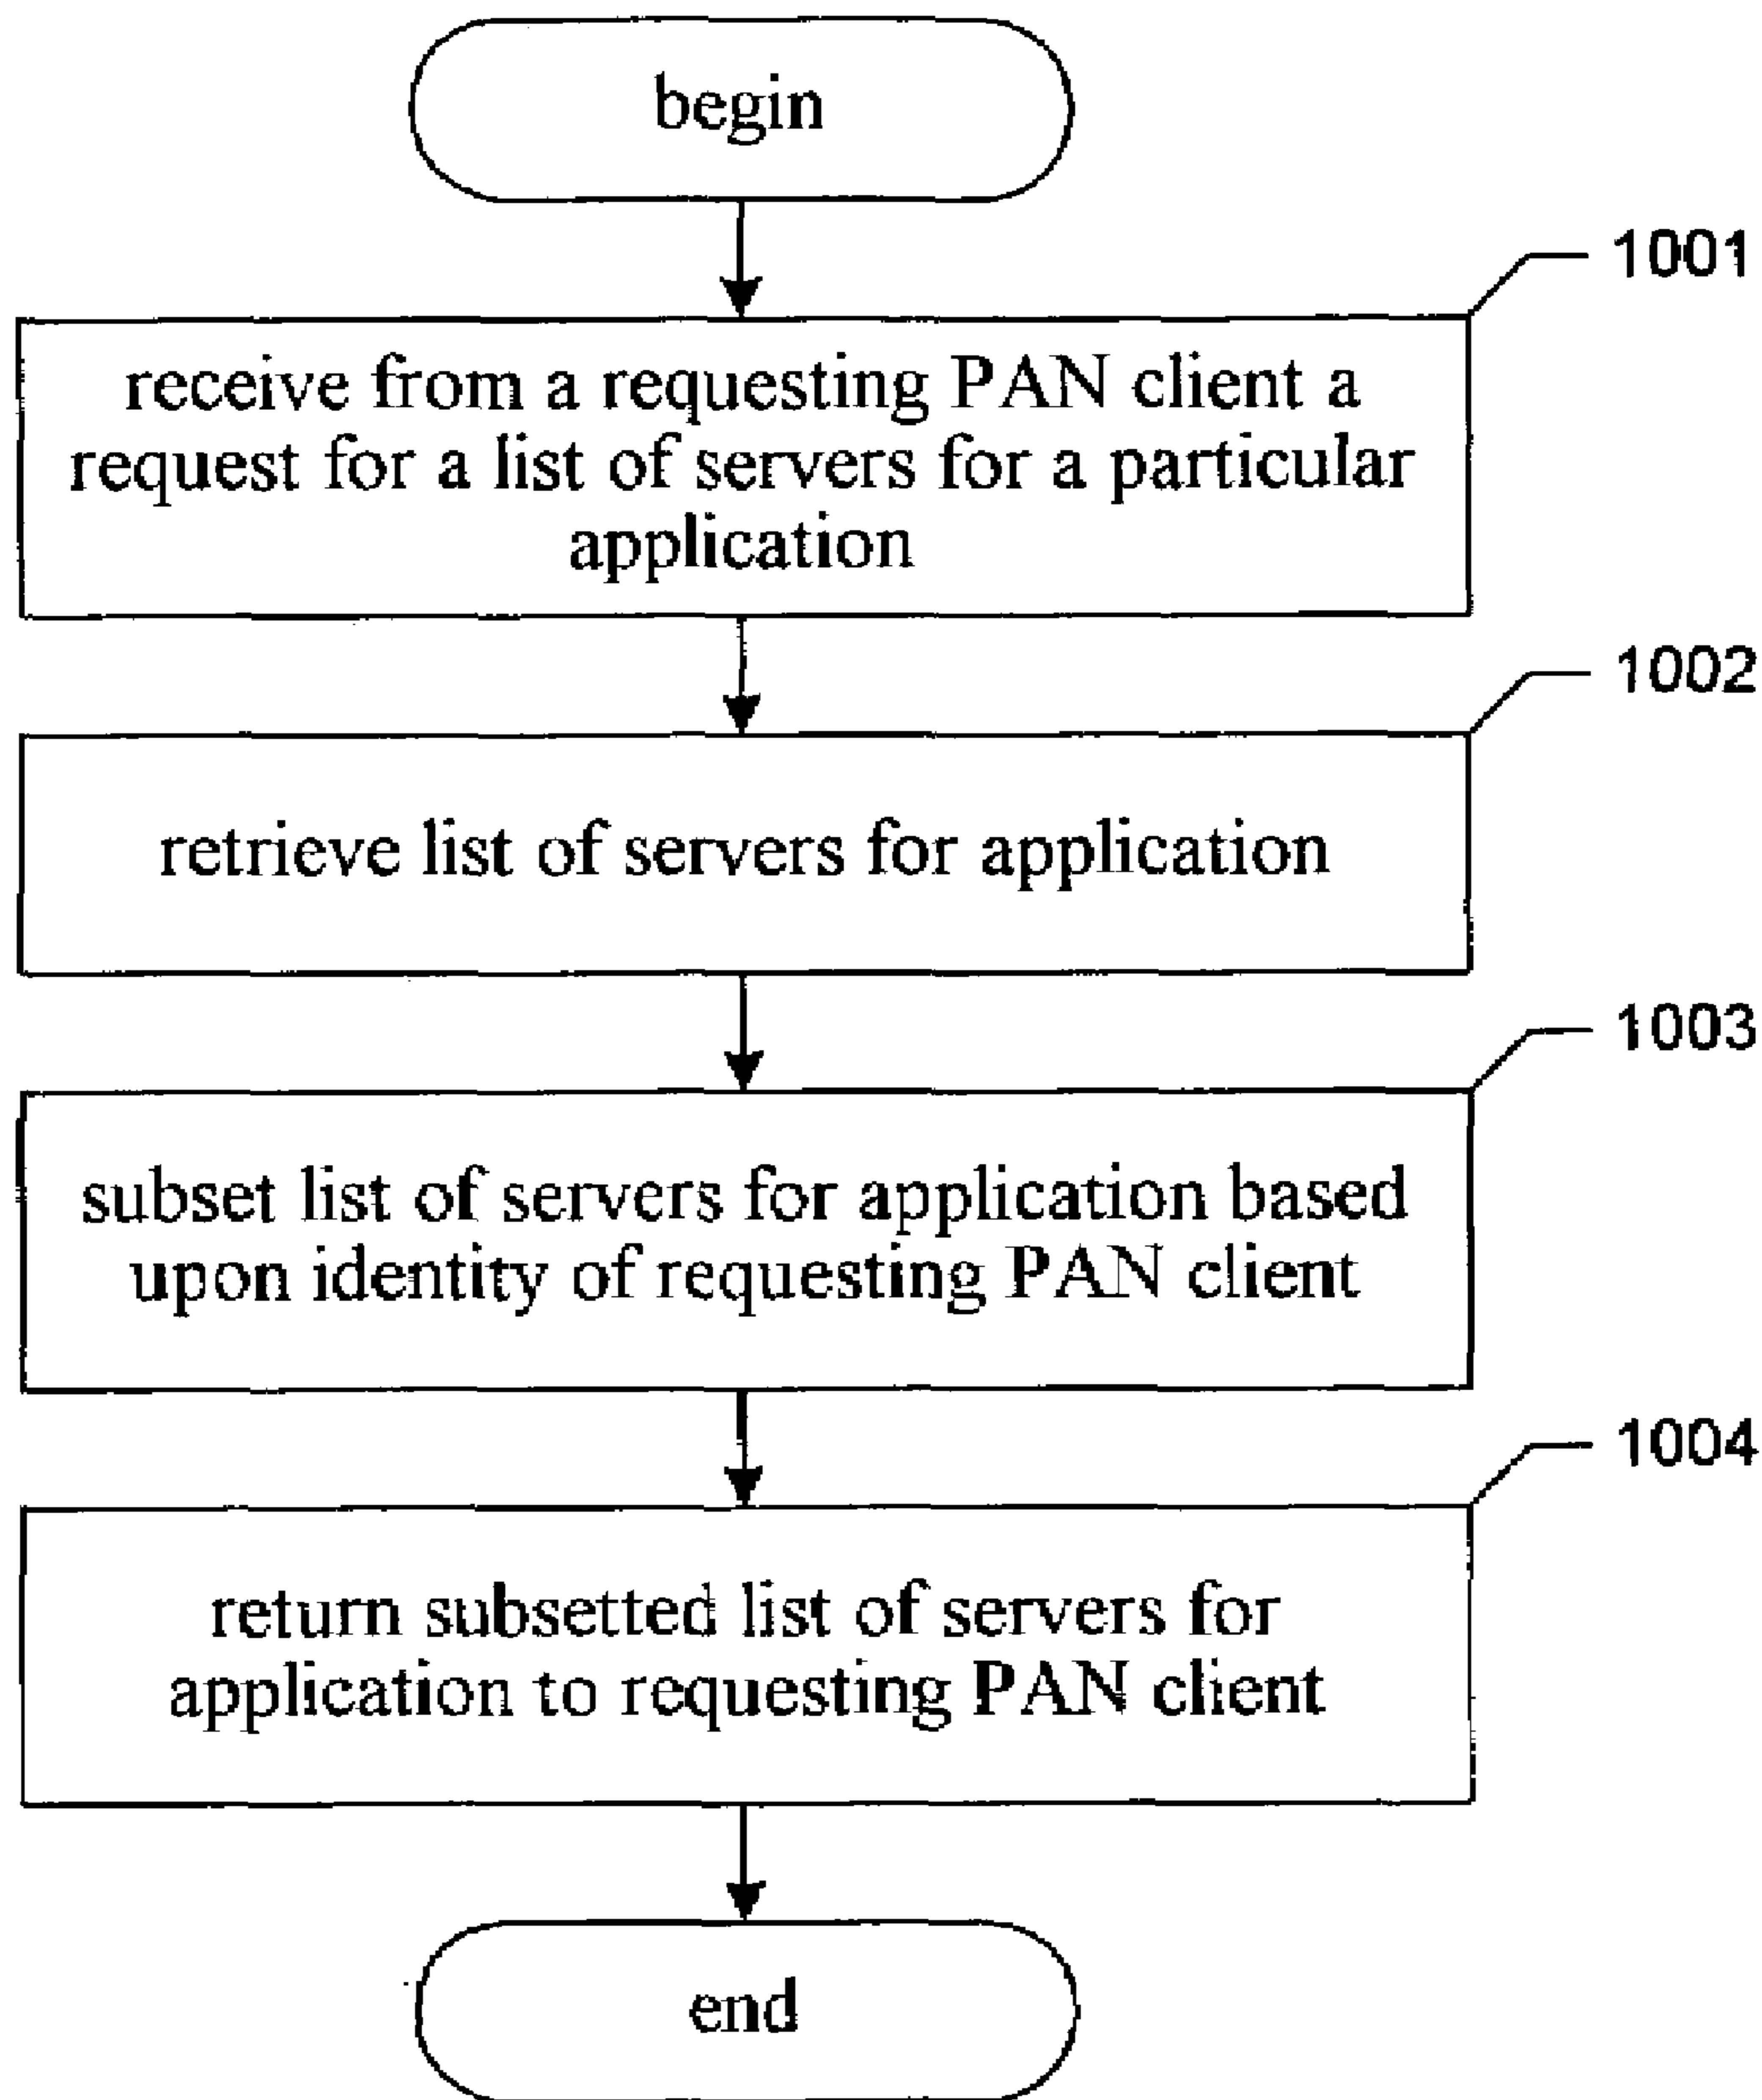 begin
1001
receive from a requesting PAN client a
request for a list of servers for a particular
application
1002
retrieve list of servers for application
1003
subset list of servers for application based
upon identity of requesting PAN client
1004
return subsetted list of servers for
application to requesting PAN client
end